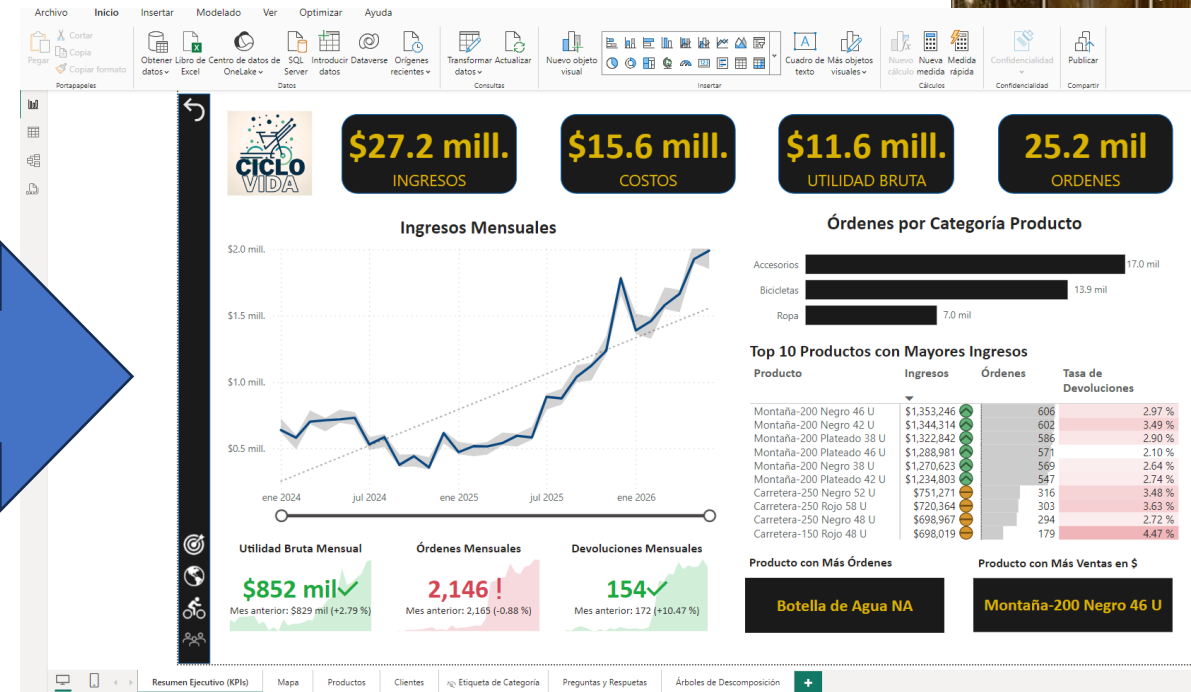 Archivo Inicio Insertar Modelado Ver Optimizar Ayuda
Pegar
Cortar
Copia
Copiar formato
Portapapeles
Obtener datos
Libro de Excel
Centro de datos de OneLake
SQL Server
Introducir datos
Dataverse
Orígenes recientes
Datos
Transformar datos
Actualizar
Consultas
Nuevo objeto visual
Cuadro de texto
Más objetos visuales
Insertar
Nuevo cálculo
Nueva medida
Medida rápida
Cálculos
Confidencialidad
Confidencialidad
Publicar
Compartir
CICLO
VIDA
$27.2 mill.
INGRESOS
$15.6 mill.
COSTOS
$11.6 mill.
UTILIDAD BRUTA
25.2 mil
ORDENES
Ingresos Mensuales
$2.0 mill.
$1.5 mill.
$1.0 mill.
$0.5 mill.
ene 2024 jul 2024 ene 2025 jul 2025 ene 2026
Órdenes por Categoría Producto
Accesorios 17.0 mil
Bicicletas 13.9 mil
Ropa 7.0 mil
Top 10 Productos con Mayores Ingresos
Producto Ingresos Órdenes Tasa de Devoluciones
Montaña-200 Negro 46 U $1,353,246 606 2.97 %
Montaña-200 Negro 42 U $1,344,314 602 3.49 %
Montaña-200 Plateado 38 U $1,322,842 586 2.90 %
Montaña-200 Plateado 46 U $1,288,981 571 2.10 %
Montaña-200 Negro 38 U $1,270,623 569 2.64 %
Montaña-200 Plateado 42 U $1,234,803 547 2.74 %
Carretera-250 Negro 52 U $751,271 316 3.48 %
Carretera-250 Rojo 58 U $720,364 303 3.63 %
Carretera-250 Negro 48 U $698,967 294 2.72 %
Carretera-150 Rojo 48 U $698,019 179 4.47 %
Utilidad Bruta Mensual
$852 mil
Mes anterior: $829 mil (+2.79 %)
Órdenes Mensuales
2,146 !
Mes anterior: 2,165 (-0.88 %)
Devoluciones Mensuales
154
Mes anterior: 172 (+10.47 %)
Producto con Más Órdenes
Botella de Agua NA
Producto con Más Ventas en $
Montaña-200 Negro 46 U
Resumen Ejecutivo (KPIs) Mapa Productos Clientes Etiqueta de Categoría Preguntas y Respuetas Árboles de Descomposición +